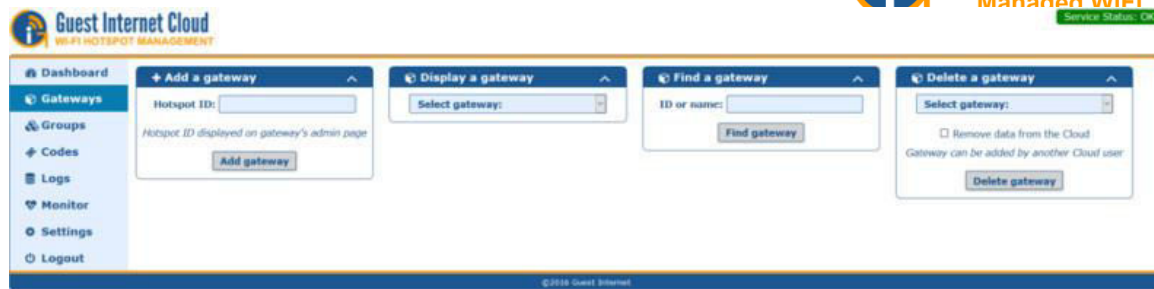 Managed WiFi
Guest Internet Cloud
WI-FI HOTSPOT MANAGEMENT
Service Status: OK
Dashboard
Gateways
Groups
Codes
Logs
Monitor
Settings
Logout
+ Add a gateway
Hotspot ID:
Hotspot ID displayed on gateway's admin page
Add gateway
Display a gateway
Select gateway:
Find a gateway
ID or name:
Find gateway
Delete a gateway
Select gateway:
Remove data from the Cloud
Gateway can be added by another Cloud user
Delete gateway
©2016 Guest Internet